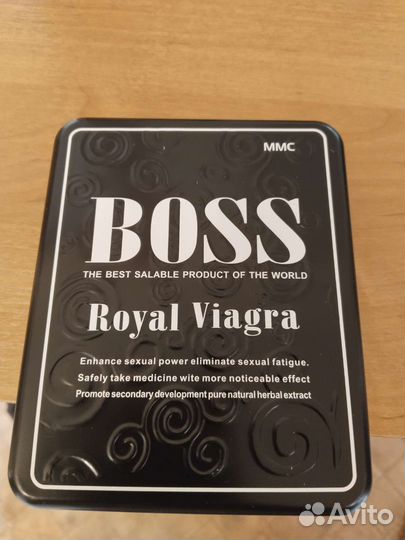 MMC
BOSS
THE BEST SALABLE PRODUCT OF THE WORLD
Royal Viagra
Enhance sexual power eliminate sexual fatigue.
Safely take medicine wite more noticeable effect
Promote secondary development pure natural herbal extract
Avito